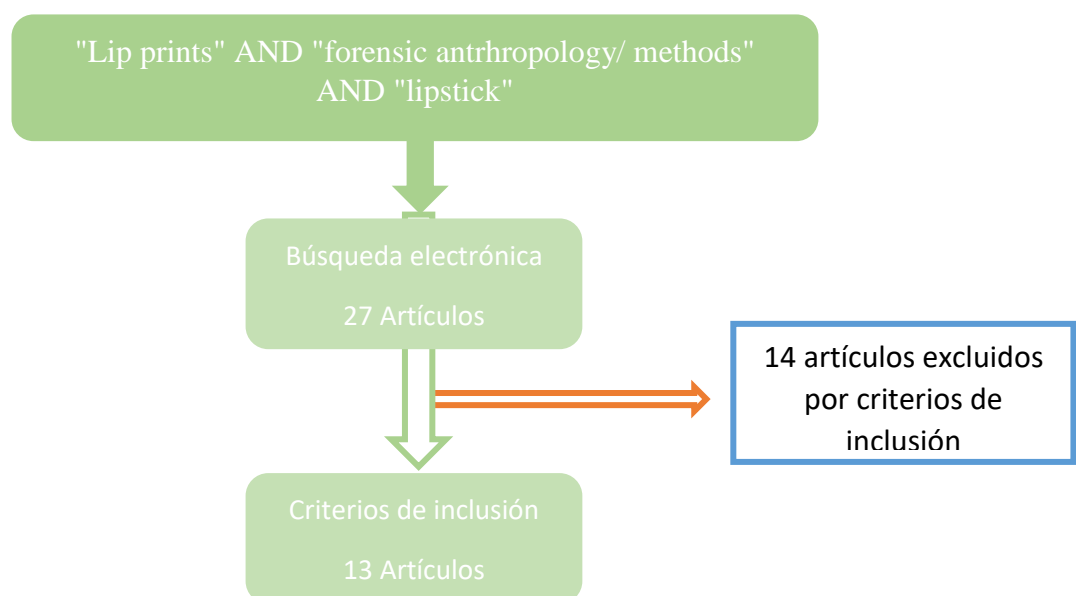 "Lip prints" AND "forensic antrhropology/ methods"
AND "lipstick"
Búsqueda electrónica
27 Artículos
14 artículos excluidos
por criterios de
inclusión
Criterios de inclusión
13 Artículos